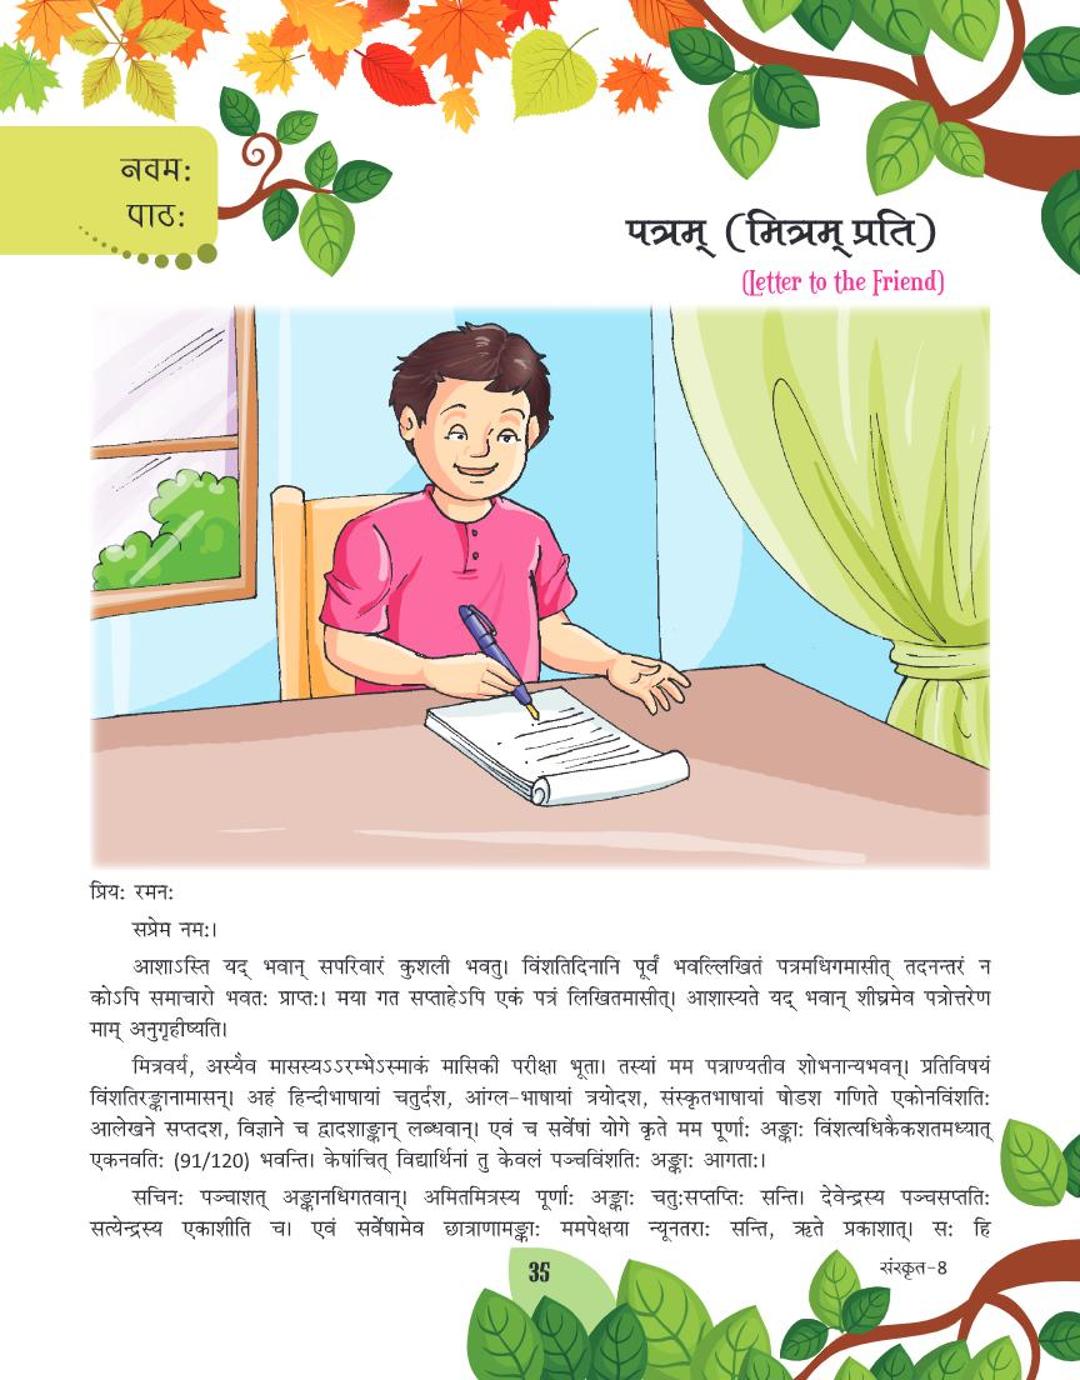 नवम:
पाठ:
पत्रम् (मित्रम् प्रति)
(Letter to the Friend)
प्रिय: रमन:
सप्रेम नम:।
आशाऽस्ति यद् भवान् सपरिवारं कुशली भवतु। विंशतिदिनानि पूर्वं भवल्लिखितं पत्रमधिगमासीत् तदनन्तरं न
कोऽपि समाचारो भवत: प्राप्त:। मया गत सप्ताहेऽपि एकं पत्रं लिखितमासीत्। आशास्यते यद् भवान् शीघ्रमेव पत्रोत्तरेण
माम् अनुगृहीष्यति।
मित्रवर्य, अस्यैव मासस्यऽऽरम्भेऽस्माकं मासिकी परीक्षा भूता। तस्यां मम पत्राण्यतीव शोभनान्यभवन्। प्रतिविषयं
विंशतिरङ्कानामासन्। अहं हिन्दीभाषायां चतुर्दश, आंग्ल-भाषायां त्रयोदश, संस्कृतभाषायां षोडश गणिते एकोनविंशति:
आलेखने सप्तदश, विज्ञाने च द्वादशाङ्कान् लब्धवान्। एवं च सर्वेषां योगे कृते मम पूर्णा: अङ्का: विंशत्यधिकैकशतमध्यात्
एकनवति: (91/120) भवन्ति। केषांचित् विद्यार्थिनां तु केवलं पञ्चविंशति: अङ्का: आगता:।
सचिन: पञ्चाशत् अङ्कानधिगतवान्। अमितमित्रस्य पूर्णा: अङ्का: चतु:सप्तप्ति: सन्ति। देवेन्द्रस्य पञ्चसप्तति:
सत्येन्द्रस्य एकाशीति च। एवं सर्वेषामेव छात्राणामङ्का: ममपेक्षया न्यूनतरा: सन्ति, ऋते प्रकाशात्। स: हि
35
संस्कृत-8